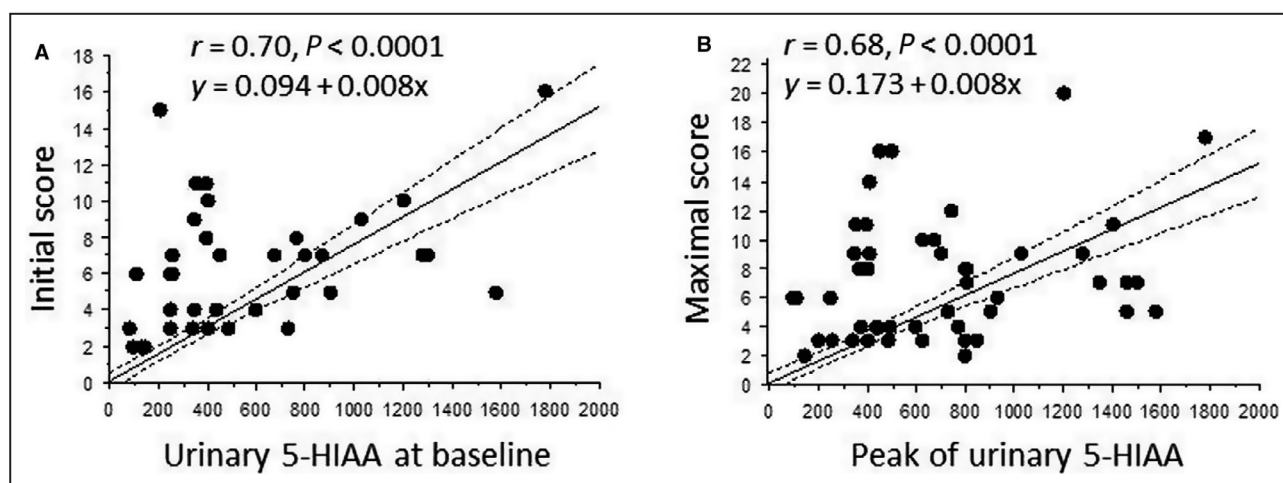 A
r = 0.70, P < 0.0001
y = 0.094 + 0.008x
18
16
14
12
10
8
6
4
2
0
Initial score
0 200 400 600 800 1000 1200 1400 1600 1800 2000
Urinary 5-HIAA at baseline
B
r = 0.68, P < 0.0001
y = 0.173 + 0.008x
22
20
18
16
14
12
10
8
6
4
2
0
Maximal score
0 200 400 600 800 1000 1200 1400 1600 1800 2000
Peak of urinary 5-HIAA